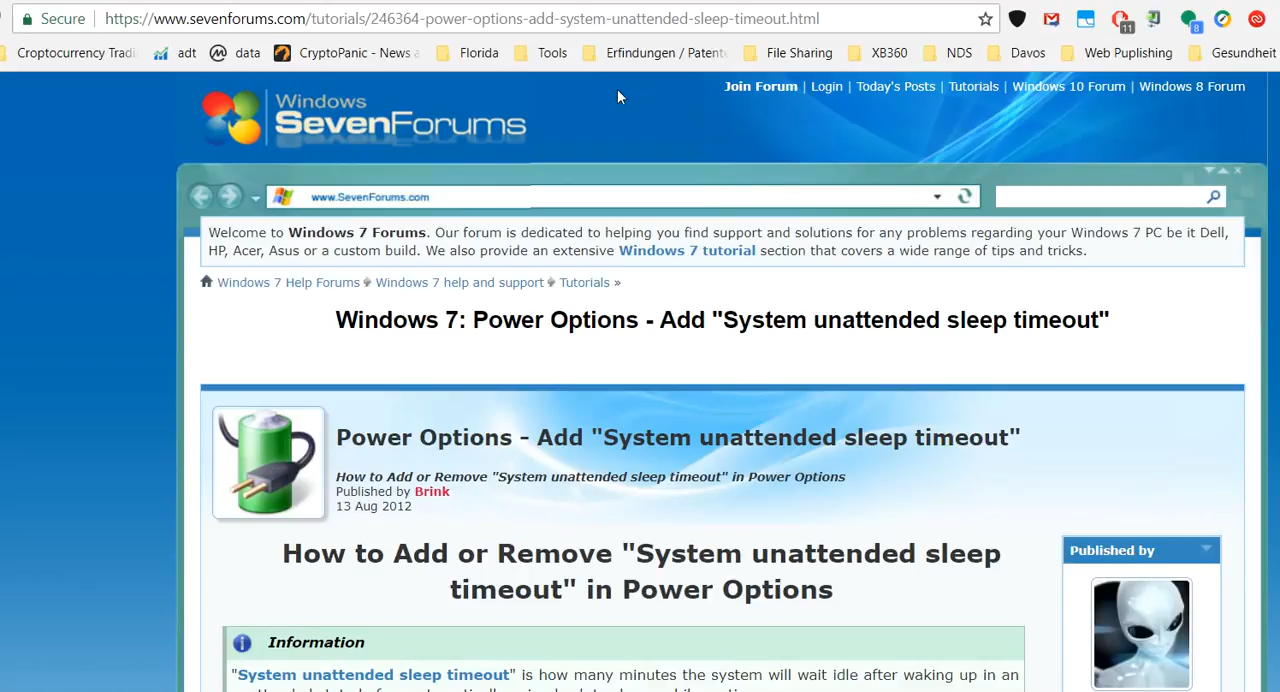 Secure https://www.sevenforums.com/tutorials/246364-power-options-add-system-unattended-sleep-timeout.html 11 8
Croptocurrency Tradi adt data CryptoPanic - News a Florida Tools Erfindungen / Patente File Sharing XB360 NDS Davos Web Puplishing Gesundheit
Join Forum | Login | Today's Posts | Tutorials | Windows 10 Forum | Windows 8 Forum
Windows
SevenForums
www.SevenForums.com
Welcome to Windows 7 Forums. Our forum is dedicated to helping you find support and solutions for any problems regarding your Windows 7 PC be it Dell,
HP, Acer, Asus or a custom build. We also provide an extensive Windows 7 tutorial section that covers a wide range of tips and tricks.
Windows 7 Help Forums Windows 7 help and support Tutorials »
Windows 7: Power Options - Add "System unattended sleep timeout"
Power Options - Add "System unattended sleep timeout"
How to Add or Remove "System unattended sleep timeout" in Power Options
Published by Brink
13 Aug 2012
How to Add or Remove "System unattended sleep
timeout" in Power Options
Published by
Information
"System unattended sleep timeout" is how many minutes the system will wait idle after waking up in an